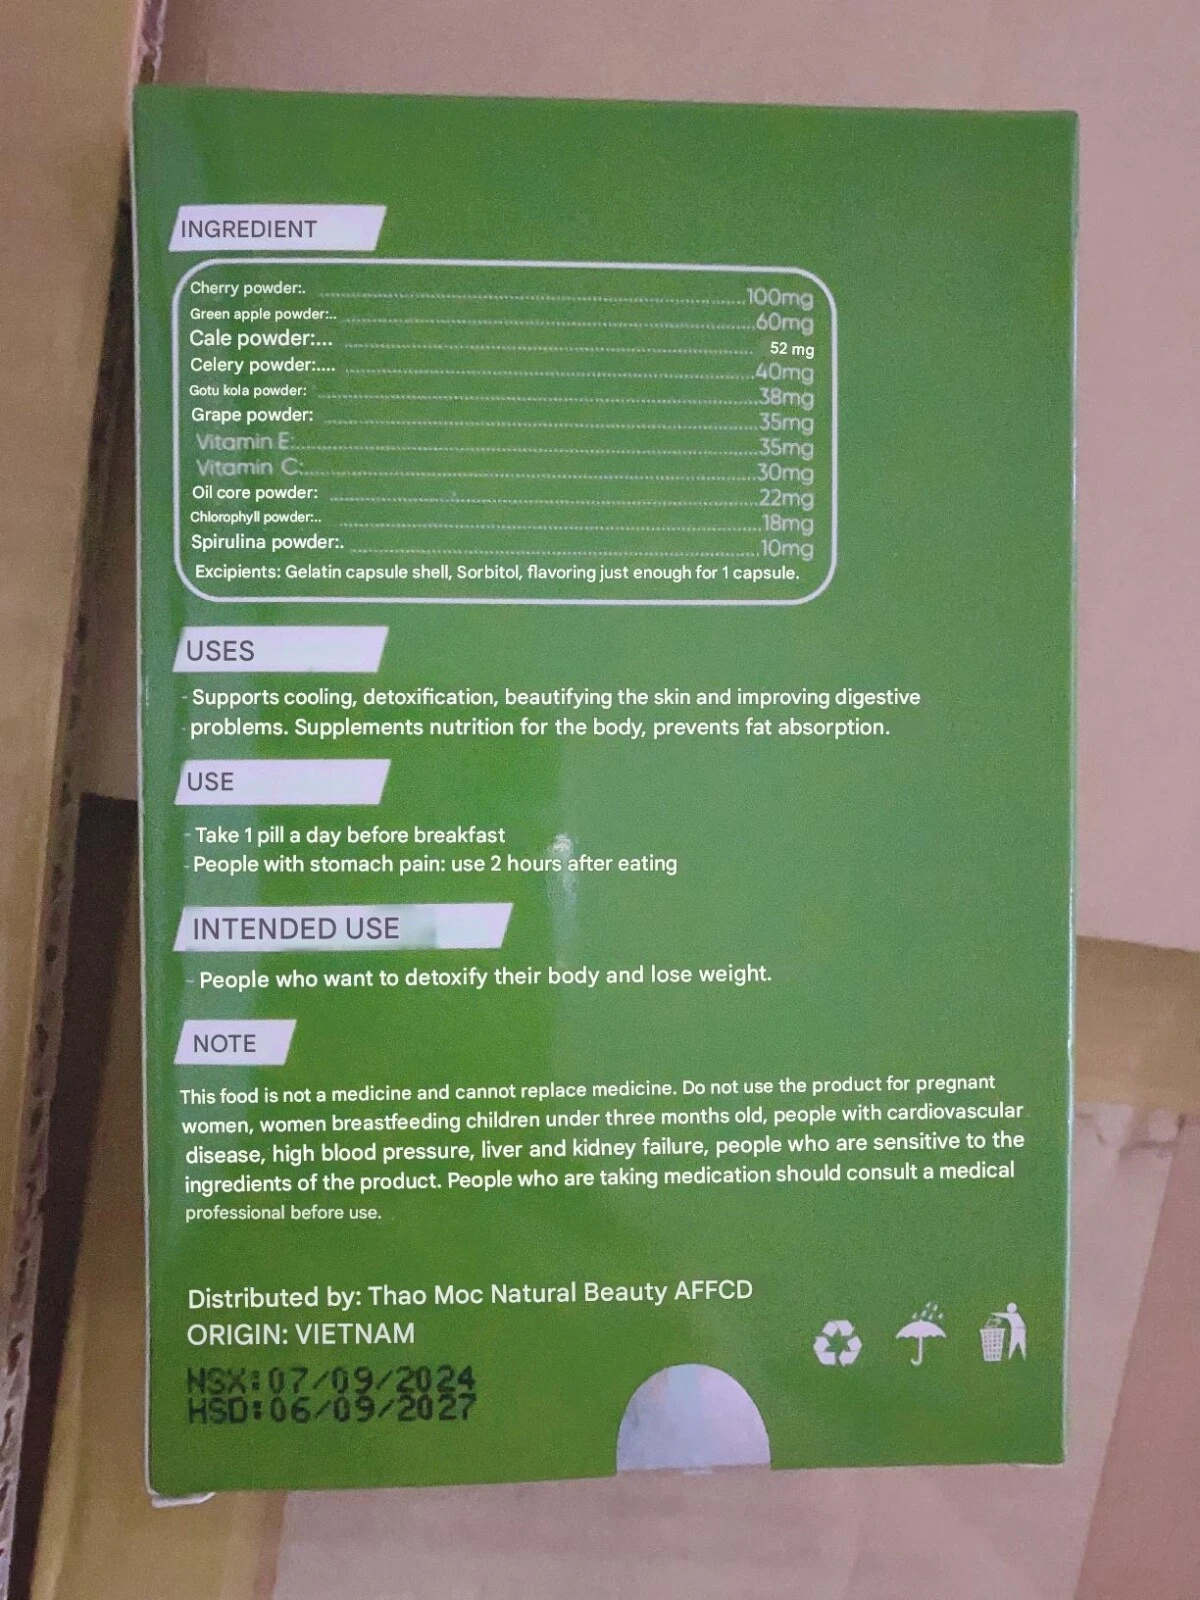 INGREDIENT
Cherry powder:. 100mg
Green apple powder:.. 60mg
Cale powder:.... 52 mg
Celery powder:.... 40mg
Gotu kola powder: 38mg
Grape powder: 35mg
Vitamin E: 35mg
Vitamin C: 30mg
Oil core powder: 22mg
Chlorophyll powder:.. 18mg
Spirulina powder:. 10mg
Excipients: Gelatin capsule shell, Sorbitol, flavoring just enough for 1 capsule.
USES
- Supports cooling, detoxification, beautifying the skin and improving digestive
problems. Supplements nutrition for the body, prevents fat absorption.
USE
- Take 1 pill a day before breakfast
- People with stomach pain: use 2 hours after eating
INTENDED USE
- People who want to detoxify their body and lose weight.
NOTE
This food is not a medicine and cannot replace medicine. Do not use the product for pregnant
women, women breastfeeding children under three months old, people with cardiovascular
disease, high blood pressure, liver and kidney failure, people who are sensitive to the
ingredients of the product. People who are taking medication should consult a medical
professional before use.
Distributed by: Thao Moc Natural Beauty AFFCD
ORIGIN: VIETNAM
NSX:07/09/2024
HSD:06/09/2027